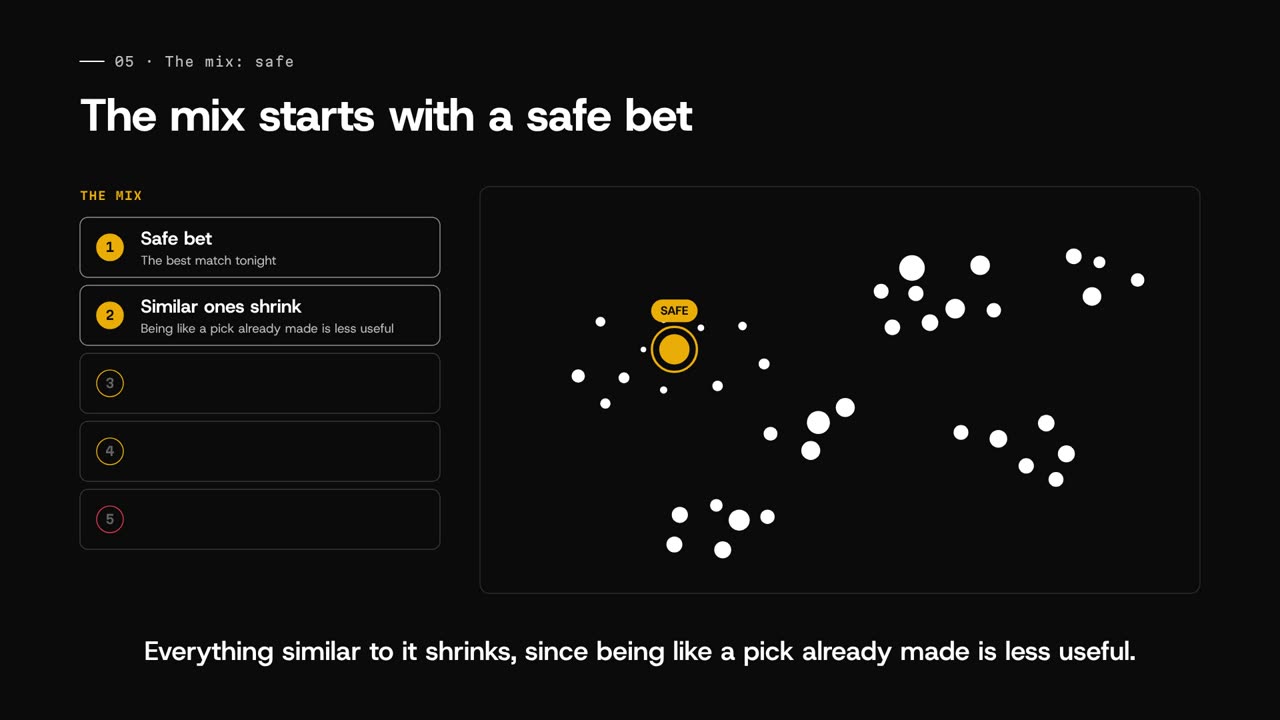 05 · The mix: safe
The mix starts with a safe bet
THE MIX
1
Safe bet
The best match tonight
2
Similar ones shrink
Being like a pick already made is less useful
3
4
5
SAFE
Everything similar to it shrinks, since being like a pick already made is less useful.